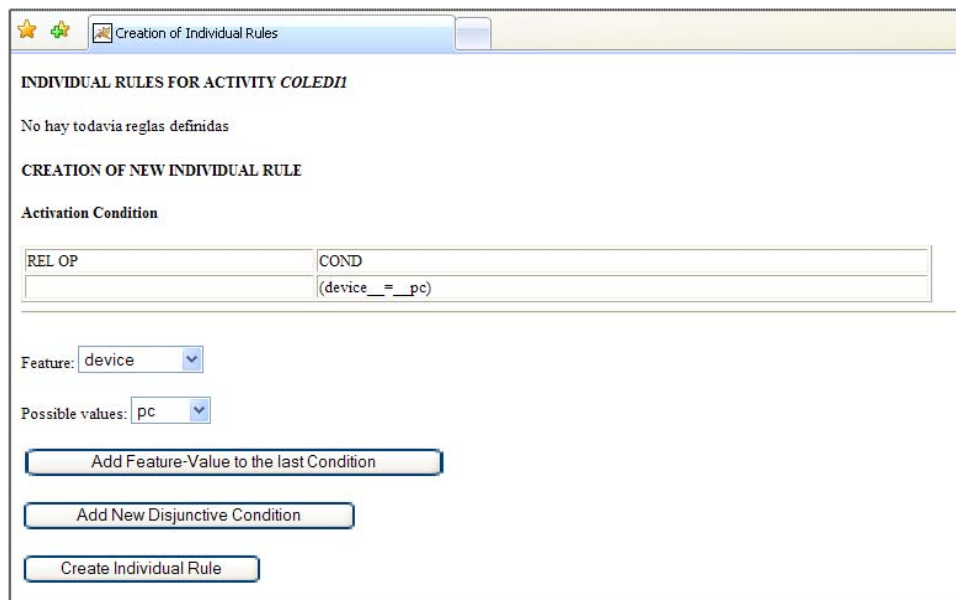 Creation of Individual Rules
INDIVIDUAL RULES FOR ACTIVITY COLEDI1
No hay todavía reglas definidas
CREATION OF NEW INDIVIDUAL RULE
Activation Condition
REL OP COND
(device__=__pc)
Feature: device
Possible values: pc
Add Feature-Value to the last Condition
Add New Disjunctive Condition
Create Individual Rule